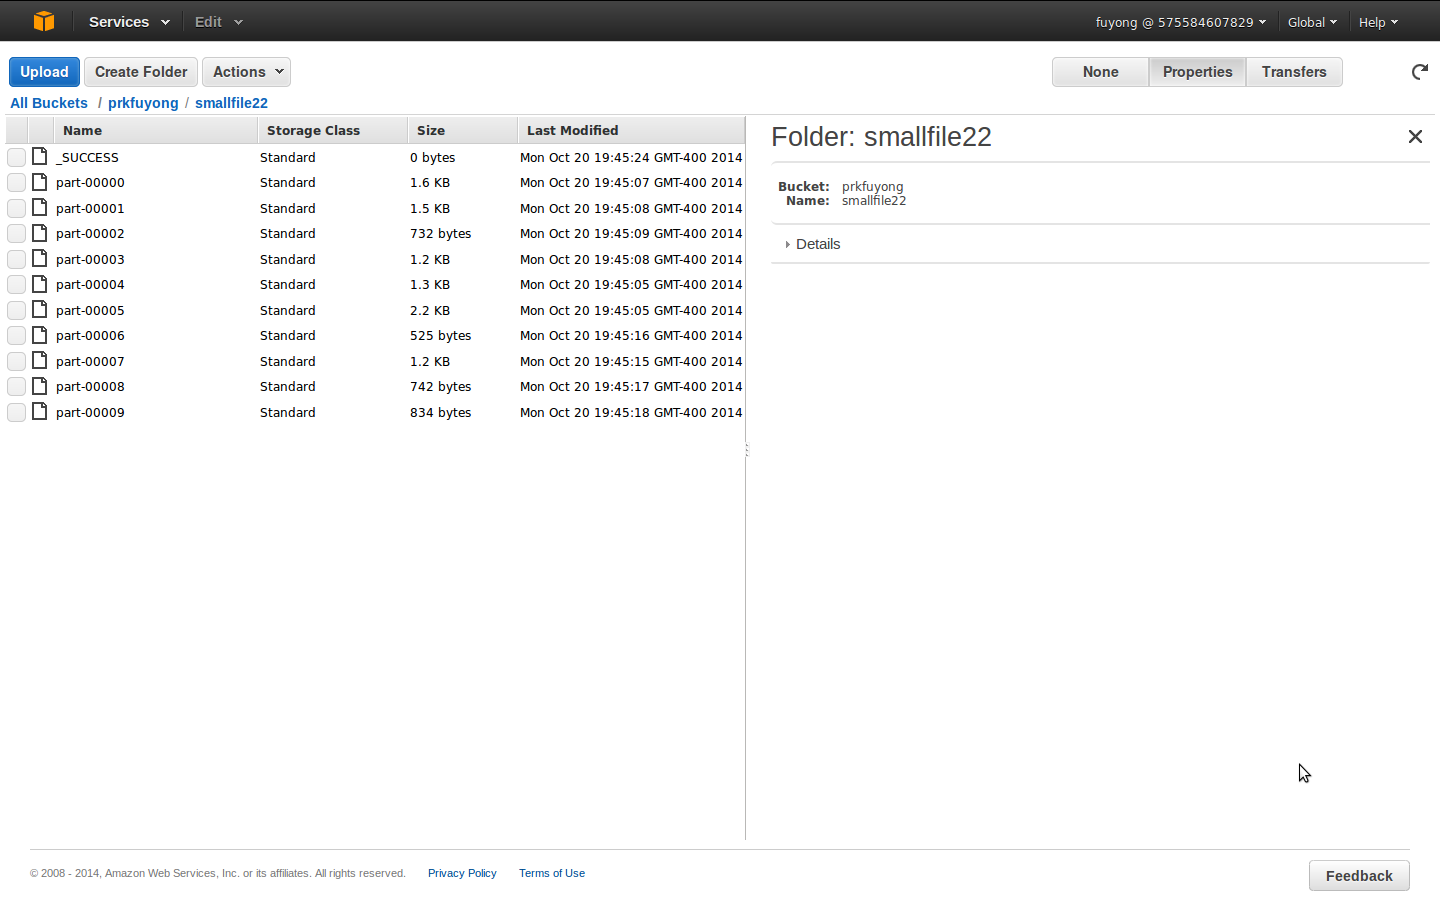 Services Edit fuyong @ 575584607829 Global Help
Upload Create Folder Actions None Properties Transfers
All Buckets / prkfuyong / smallfile22
Name Storage Class Size Last Modified
_SUCCESS Standard 0 bytes Mon Oct 20 19:45:24 GMT-400 2014
part-00000 Standard 1.6 KB Mon Oct 20 19:45:07 GMT-400 2014
part-00001 Standard 1.5 KB Mon Oct 20 19:45:08 GMT-400 2014
part-00002 Standard 732 bytes Mon Oct 20 19:45:09 GMT-400 2014
part-00003 Standard 1.2 KB Mon Oct 20 19:45:08 GMT-400 2014
part-00004 Standard 1.3 KB Mon Oct 20 19:45:05 GMT-400 2014
part-00005 Standard 2.2 KB Mon Oct 20 19:45:05 GMT-400 2014
part-00006 Standard 525 bytes Mon Oct 20 19:45:16 GMT-400 2014
part-00007 Standard 1.2 KB Mon Oct 20 19:45:15 GMT-400 2014
part-00008 Standard 742 bytes Mon Oct 20 19:45:17 GMT-400 2014
part-00009 Standard 834 bytes Mon Oct 20 19:45:18 GMT-400 2014
Folder: smallfile22
Bucket: prkfuyong
Name: smallfile22
Details
© 2008 - 2014, Amazon Web Services, Inc. or its affiliates. All rights reserved. Privacy Policy Terms of Use
Feedback